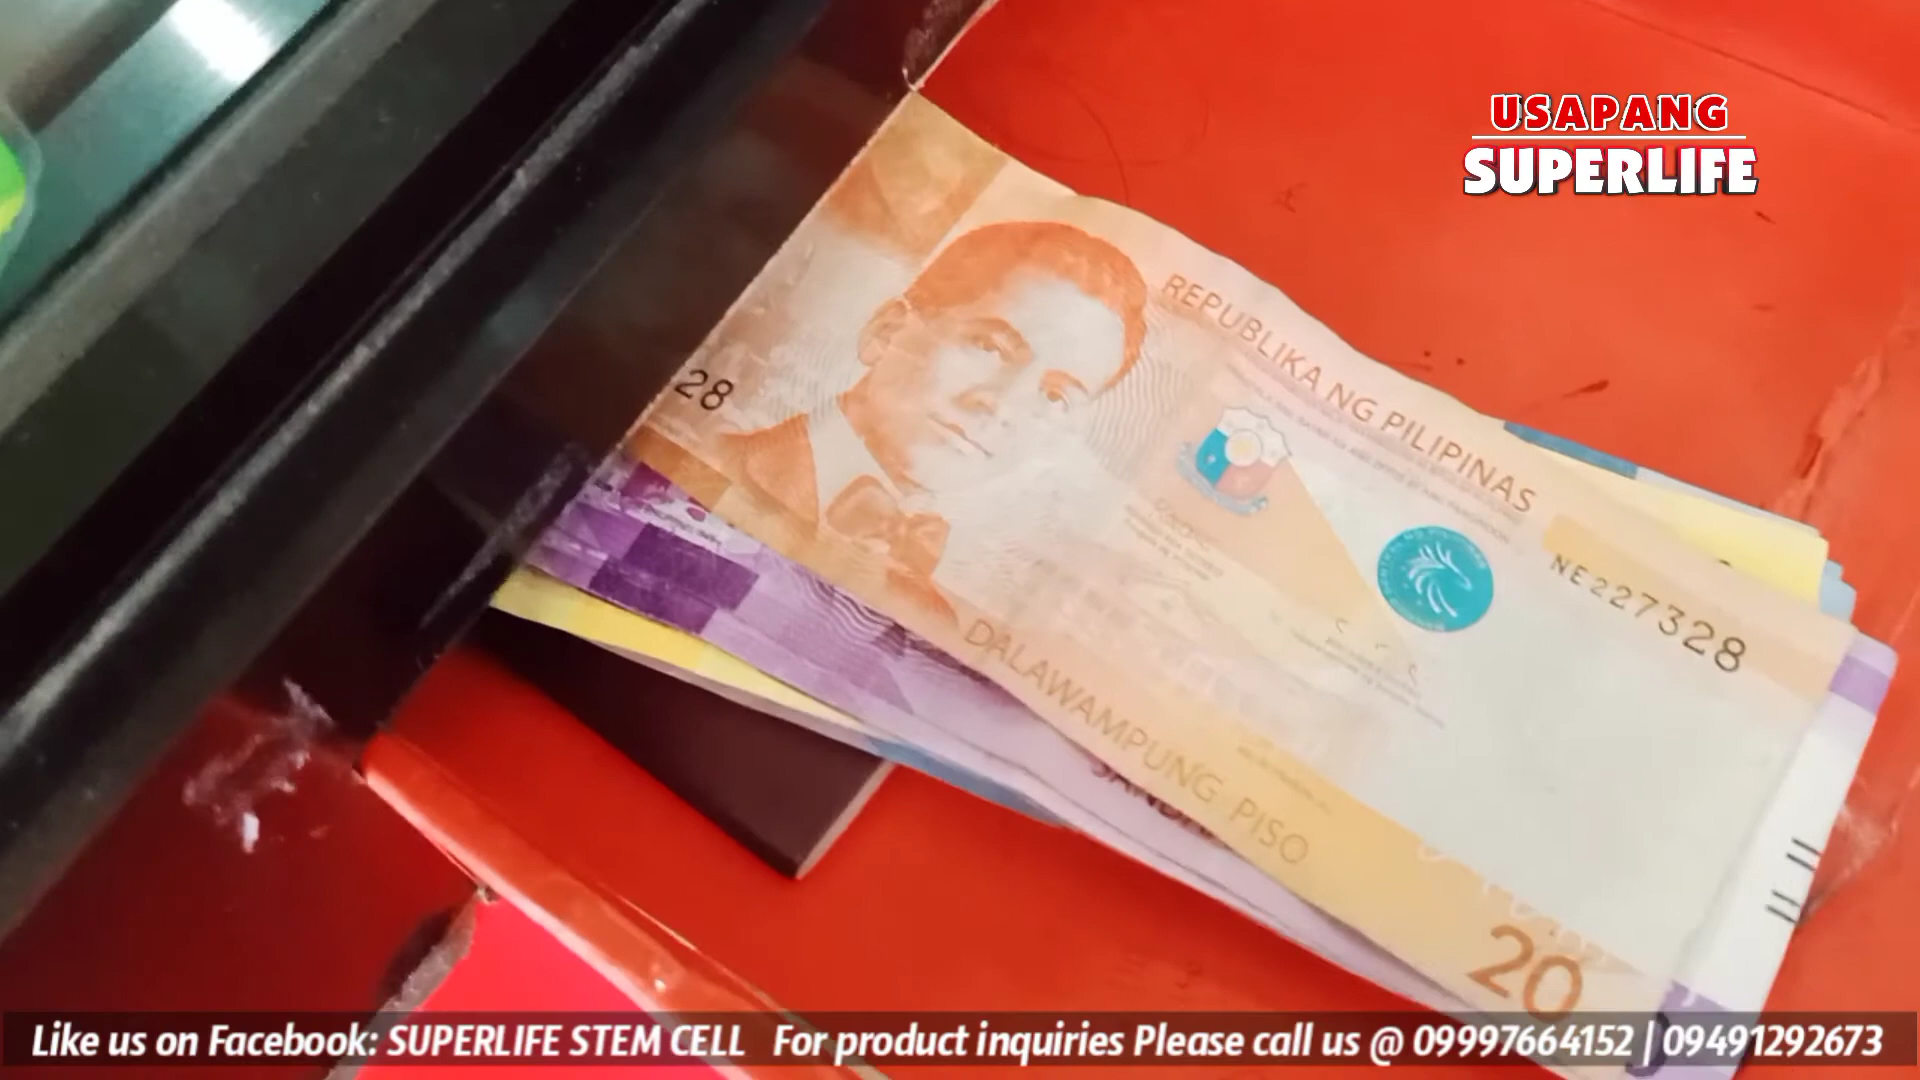 USAPANG
SUPERLIFE
28
REPUBLIKA NG PILIPINAS
NE227328
DALAWAMPUNG PISO
20
Like us on Facebook: SUPERLIFE STEM CELL For product inquiries Please call us @ 09997664152 | 09491292673